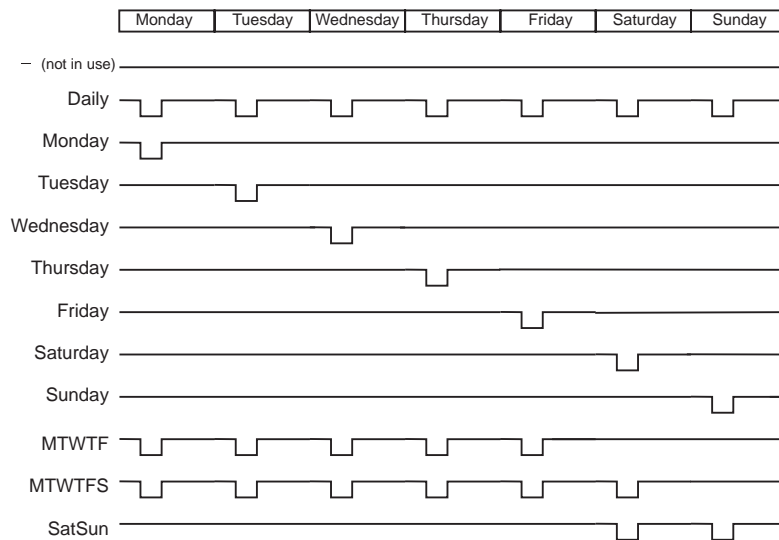 Monday Tuesday Wednesday Thursday Friday Saturday Sunday
– (not in use)
Daily
Monday
Tuesday
Wednesday
Thursday
Friday
Saturday
Sunday
MTWTF
MTWTFS
SatSun